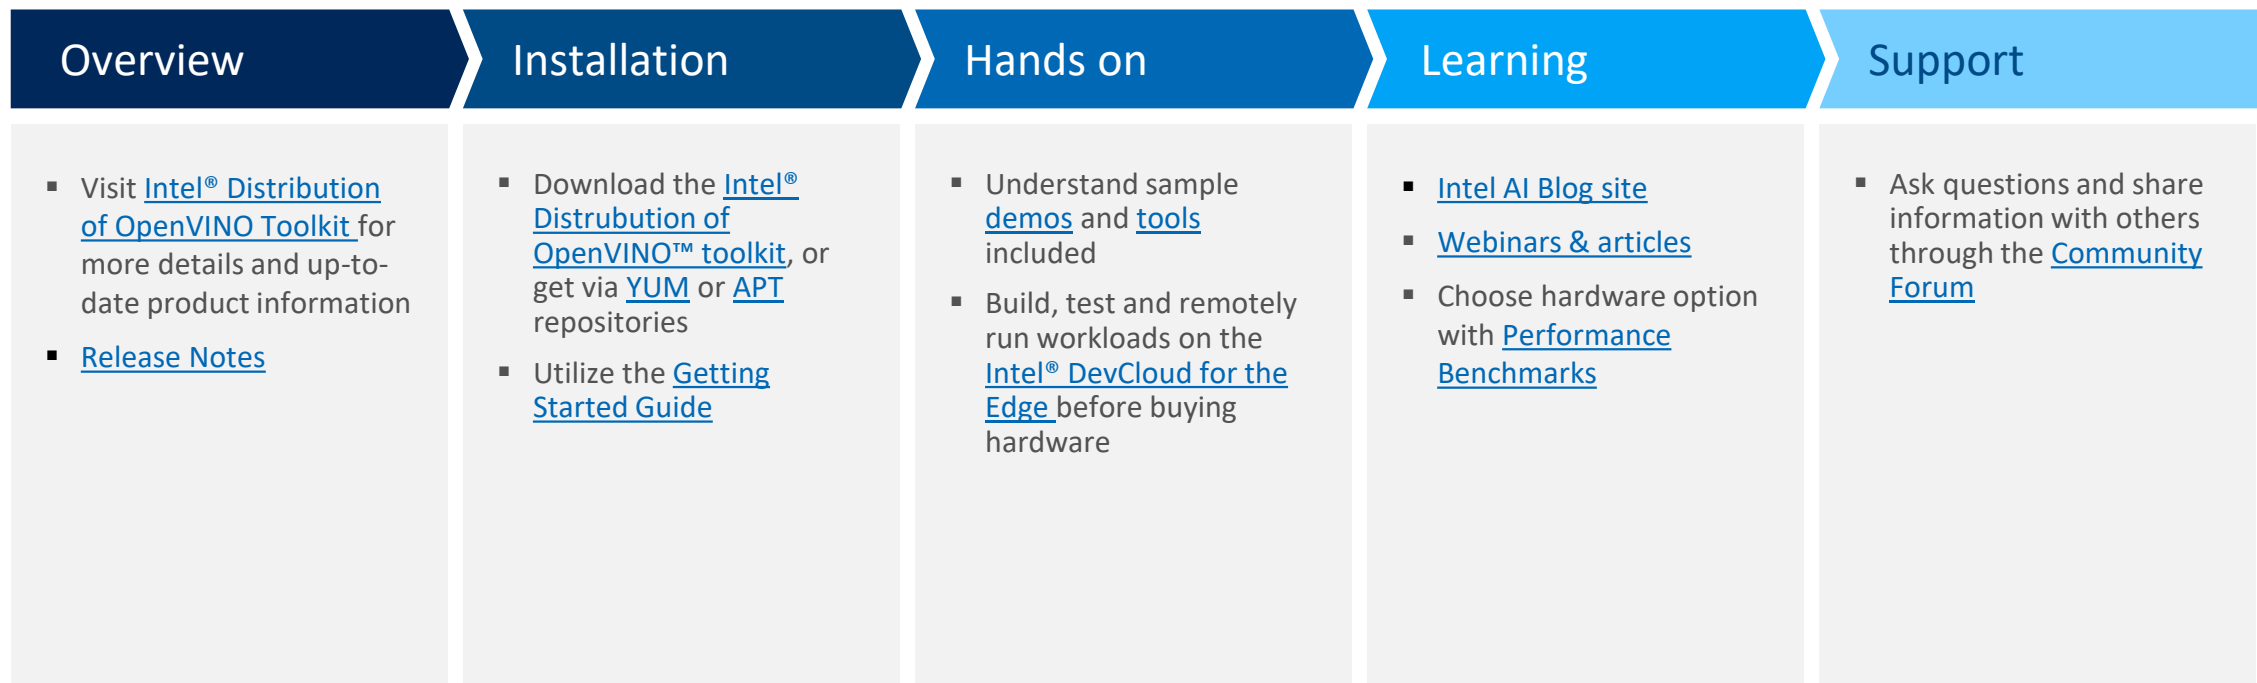 Overview
Installation
Hands on
Learning
Support
▪ Visit Intel® Distribution
of OpenVINO Toolkit for
more details and up-to-
date product information
▪ Release Notes
▪ Download the Intel®
Distrubution of
OpenVINO™ toolkit, or
get via YUM or APT
repositories
▪ Utilize the Getting
Started Guide
▪ Understand sample
demos and tools
included
▪ Build, test and remotely
run workloads on the
Intel® DevCloud for the
Edge before buying
hardware
▪ Intel AI Blog site
▪ Webinars & articles
▪ Choose hardware option
with Performance
Benchmarks
▪ Ask questions and share
information with others
through the Community
Forum